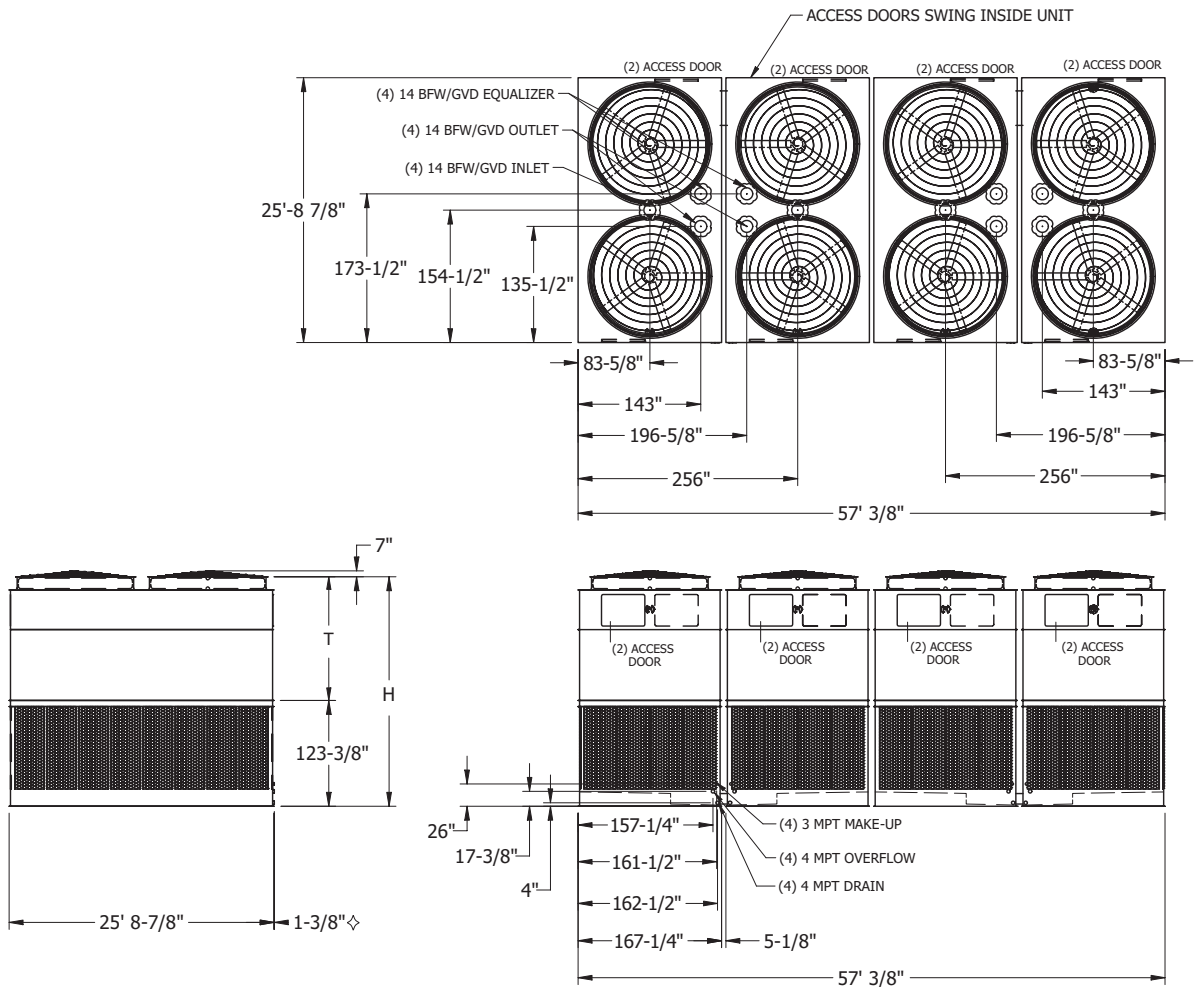 ACCESS DOORS SWING INSIDE UNIT
(2) ACCESS DOOR
(2) ACCESS DOOR
(2) ACCESS DOOR
(2) ACCESS DOOR
(4) 14 BFW/GVD EQUALIZER
(4) 14 BFW/GVD OUTLET
(4) 14 BFW/GVD INLET
25'-8 7/8"
173-1/2"
154-1/2"
135-1/2"
83-5/8"
83-5/8"
143"
143"
196-5/8"
196-5/8"
256"
256"
57' 3/8"
7"
T
H
123-3/8"
25' 8-7/8"
1-3/8"✧
(2) ACCESS
DOOR
(2) ACCESS
DOOR
(2) ACCESS
DOOR
(2) ACCESS
DOOR
26"
17-3/8"
4"
157-1/4"
161-1/2"
162-1/2"
167-1/4"
5-1/8"
(4) 3 MPT MAKE-UP
(4) 4 MPT OVERFLOW
(4) 4 MPT DRAIN
57' 3/8"